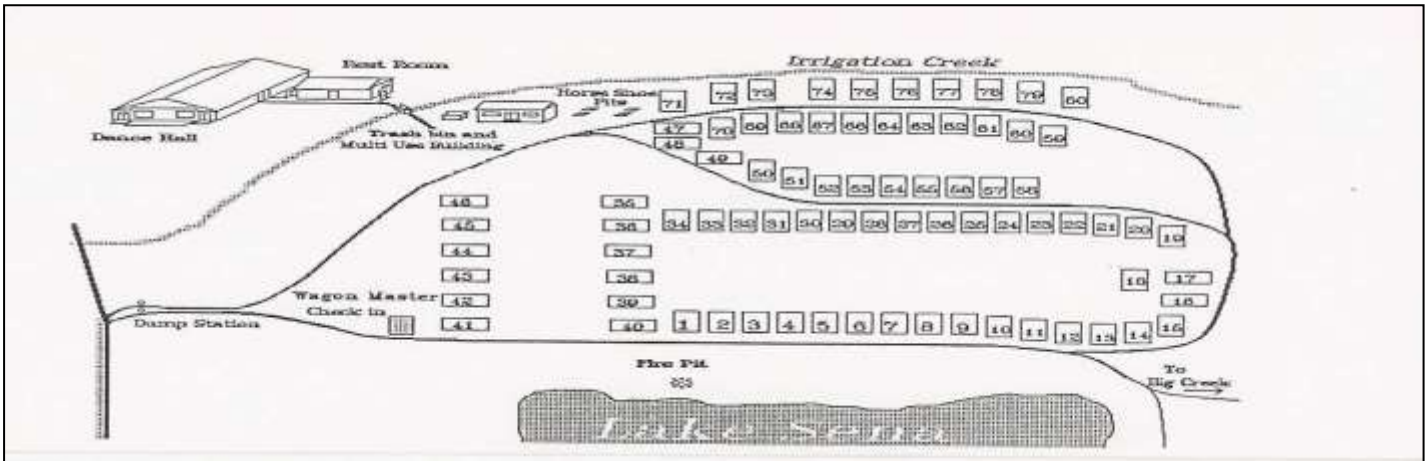 Irrigation Creek
Rest Room
Horse Shoe
Pits
Dance Hall
Trash bin and
Multi Use Building
71 72 73 74 75 76 77 78 79 80
47 70 69 68 67 66 64 63 62 61 60 59
48
49
50 51 52 53 54 55 56 57 58
46 35
45 36 34 33 32 31 30 29 28 27 26 25 24 23 22 21 20 19
44 37
43 38 18 17
Wagon Master
Check in
42 39 16
41 40 1 2 3 4 5 6 7 8 9 10 11 12 13 14 15
Dump Station
Fire Pit
To
Big Creek
Lake Sena